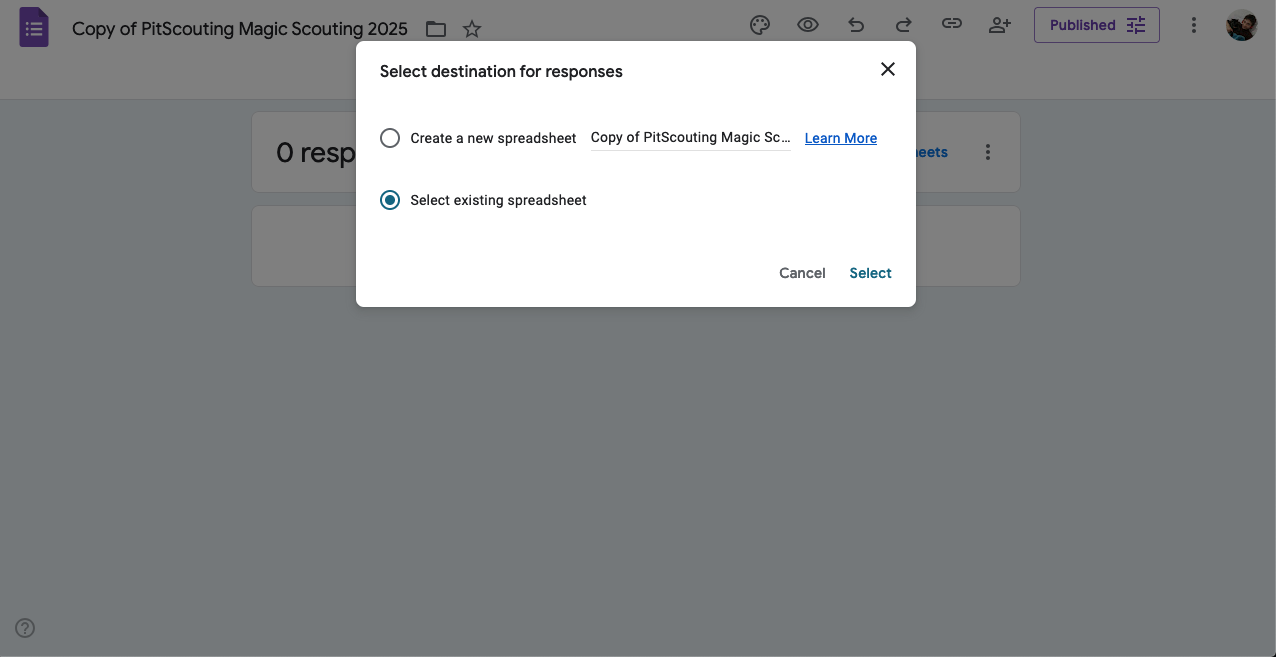 Copy of PitScouting Magic Scouting 2025
Published
Select destination for responses
0 resp
Create a new spreadsheet
Copy of PitScouting Magic Sc...
Learn More
eets
Select existing spreadsheet
Cancel
Select